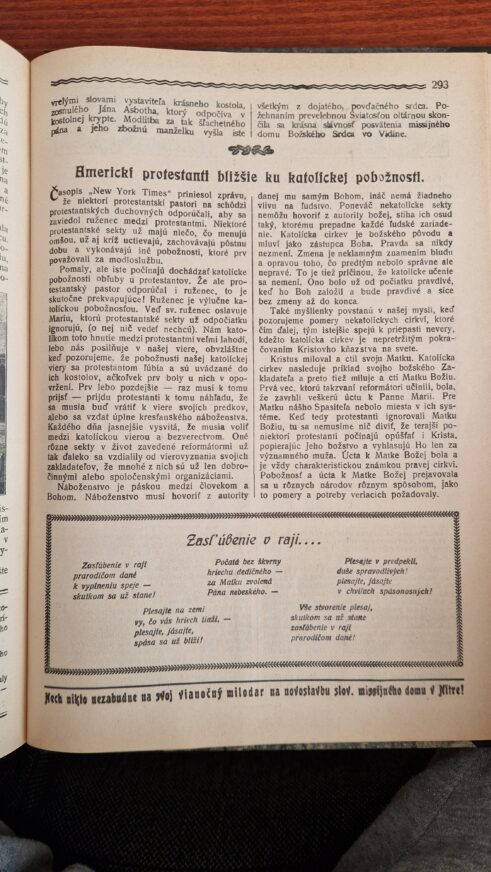 293
vrelými slovami vystaviteľa krásneho kostola,
zosnulého Jána Asbotha, ktorý odpočíva v
kostolnej krypte. Modlitba za tak šľachetného
pána a jeho zbožnú manželku vyšla iste
všetkým z dojatého, povďačného srdca. Po-
žehnaním prevelebnou Sviatosťou oltárnou skon-
čila sa krásna slávnosť posvätenia missijného
domu Božského Srdca vo Vidine.
Američkí protestanti bližšie ku katolíckej pobožnosti.
Časopis „New York Times" priniesol zprávu,
že niektorí protestantskí pastori na schôdzi
protestantských duchovných odporúčali, aby sa
zaviedol ruženec medzi protestantmi. Niektoré
protestantské sekty už majú niečo, čo menujú
omšou, už aj kríž uctievajú, zachovávajú pôstnu
dobu a vykonávajú iné pobožnosti, ktoré prv
považovali za modloslužbu.
Pomaly, ale iste počínajú dochádzať katolícke
pobožnosti obľuby u protestantov. Že ale pro-
testantský pastor odporúčal i ruženec, to je
skutočne prekvapujúce! Ruženec je výlučne ka-
tolíckou pobožnosťou. Veď sv. ruženec oslavuje
Mariu, ktorú protestantské sekty už odpočiatku
ignorujú, (o nej nič vedeť nechcú). Nám kato-
líkom toto hnutie medzi protestantmi veľmi lahodí,
lebo nás posilňuje v našej viere, obzvláštne
keď pozorujeme, že pobožnosti našej katolíckej
viery sa protestantom ľúbia a sú uvádzané do
ich kostolov, ačkoľvek prv boly u nich v opo-
vržení. Prv lebo pozdejšie — raz musí k tomu
prijsť — prijdu protestanti k tomu náhľadu, že
sa musia buď vrátiť k viere svojich predkov,
alebo sa vzdať úplne kresťanského náboženstva.
Každého dňa jasnejšie vysvitá, že musia voliť
medzi katolíckou vierou a bezverectvom. Oné
rôzne sekty v život zavedené reformátormi už
tak ďaleko sa vzdialily od vierovyznania svojich
zakladateľov, že mnohé z nich sú už len dobro-
činnými alebo spoločenskými organizáciami.
Náboženstvo je páskou medzi človekom a
Bohom. Náboženstvo musí hovoriť z autority
danej mu samým Bohom, ináč nemá žiadneho
vlivu na ľudstvo. Poneváč nekatolícke sekty
nemôžu hovoriť z autority božej, stíha ich osud
taký, ktorému prepadne každé ľudské zariade-
nie. Katolícka cirkev je božského pôvodu a
mluví jako zástupca Boha. Pravda sa nikdy
nezmení. Zmena je reklamným znamením bludu
a opravou toho, čo predtým nebolo správne ale
nepravé. To je tiež príčinou, že katolícke učenie
sa nemení. Ono bolo už od počiatku pravdivé,
keď ho Boh založil a bude pravdivé a síce
bez zmeny až do konca.
Také myšlienky povstanú v našej mysli, keď
pozorujeme pomery nekatolíckych cirkví, ktoré
čím ďalej, tým istejšie spejú k priepasti nevery,
kdežto katolícka cirkev je nepretržitým pokra-
čovaním Kristovho kňazstva na svete.
Kristus miloval a ctil svoju Matku. Katolícka
cirkev nasleduje príklad svojho božského Za-
kladateľa a preto tiež miluje a ctí Matku Božiu.
Prvá vec, ktorú takzvaní reformátori učinili, bola,
že zavrhli veškerú úctu k Panne Marii. Pre
Matku nášho Spasiteľa nebolo miesta v ich sys-
téme. Keď tedy protestanti ignorovali Matku
Božiu, tu sa nemusíme nič diviť, že terajší po-
niektorí protestanti počínajú opúšťať i Krista,
popierajúc Jeho božstvo a vyhlasujú Ho len za
významného muža. Úcta k Matke Božej bola a
je vždy charakteristickou známkou pravej cirkvi.
Pobožnosť a úcta k Matke Božej prejavovala
sa u rôznych národov rôznym spôsobom, jako
to pomery a potreby veriacich požadovaly.
Zasľúbenie v raji....
Zasľúbenie v raji
prarodičom dané
k vyplneniu speje —
skutkom sa už stane!
Počatá bez škvrny
hriechu dedičného —
za Matku zvolená
Pána nebeského. —
Plesajte v predpeklí,
duše spravodlivých!
plesajte, jásajte
v chvíľach spásonosných!
Plesajte na zemi
vy, čo vás hriech tlačí, —
plesajte, jásajte,
spása sa už blíži!
Vše stvorenie plesaj,
skutkom sa už stane
zasľúbenie v raji
prarodičom dané!
Nech nikto nezabudne na svoj vianočný milodar na novostavbu slov. missijného domu v Nitre!